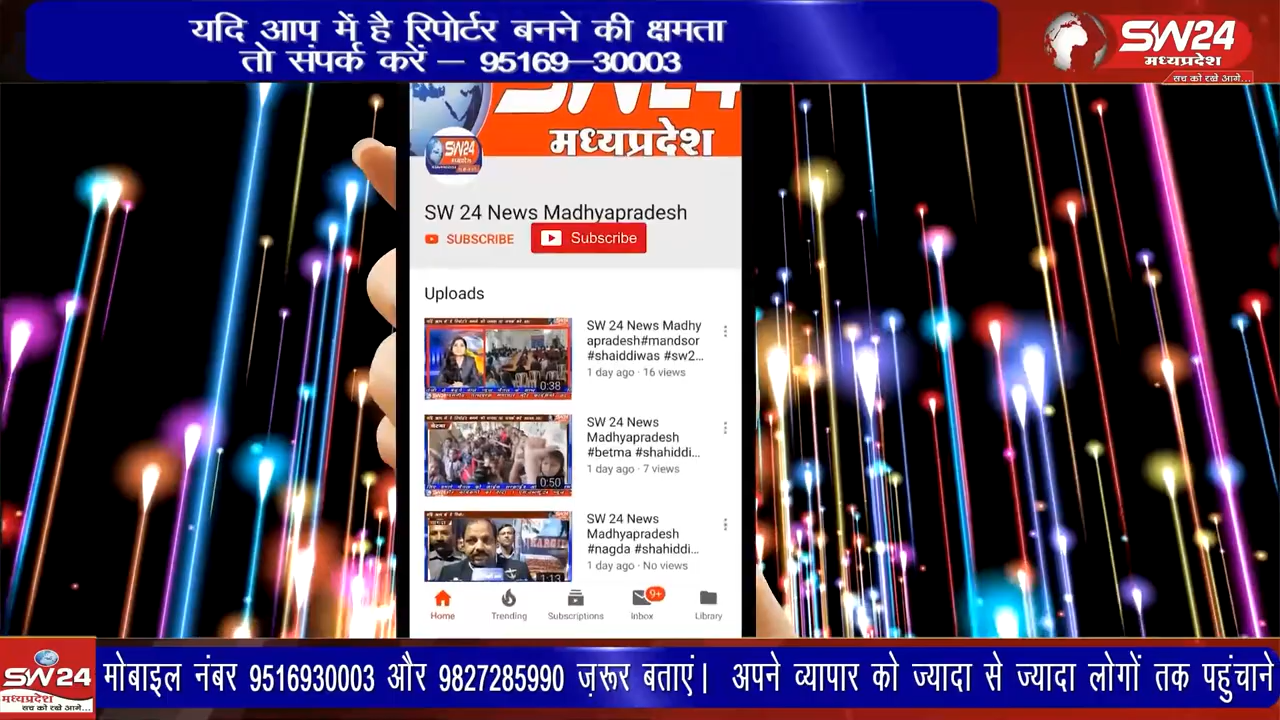 यदि आप में है रिपोर्टर बनने की क्षमता
तो संपर्क करें – 95169–30003
SW24
मध्यप्रदेश
सच को रखे आगे...
SW24
मध्यप्रदेश
SW24
SW 24 News Madhyapradesh
SUBSCRIBE
Subscribe
Uploads
SW 24 News Madhy
apradesh#mandsor
#shaiddiwas #sw2...
1 day ago · 16 views
0:38
SW 24 News
Madhyapradesh
#betma #shahiddi...
1 day ago · 7 views
0:50
SW 24 News
Madhyapradesh
#nagda #shahiddi...
1 day ago · No views
1:13
Home
Trending
Subscriptions
9+
Inbox
Library
SW24
मध्यप्रदेश
सच को रखे आगे...
मोबाइल नंबर 9516930003 और 9827285990 ज़रूर बताएं। अपने व्यापार को ज्यादा से ज्यादा लोगों तक पहुंचाने